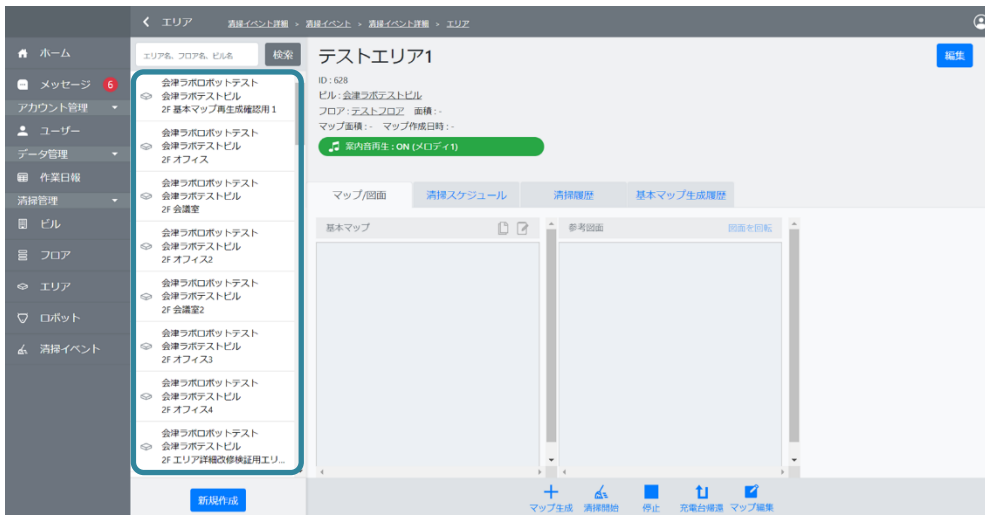 エリア 清掃イベント詳細 > 清掃イベント > 清掃イベント詳細 > エリア
ホーム
メッセージ 6
アカウント管理
ユーザー
データ管理
作業日報
清掃管理
ビル
フロア
エリア
ロボット
清掃イベント
エリア名、フロア名、ビル名 検索
会津ラボロボットテスト
会津ラボテストビル
2F 基本マップ再生成確認用1
会津ラボロボットテスト
会津ラボテストビル
2F オフィス
会津ラボロボットテスト
会津ラボテストビル
2F 会議室
会津ラボロボットテスト
会津ラボテストビル
2F オフィス2
会津ラボロボットテスト
会津ラボテストビル
2F 会議室2
会津ラボロボットテスト
会津ラボテストビル
2F オフィス3
会津ラボロボットテスト
会津ラボテストビル
2F オフィス4
会津ラボロボットテスト
会津ラボテストビル
2F エリア詳細改修検証用エリ...
新規作成
テストエリア1
編集
ID : 628
ビル : 会津ラボテストビル
フロア : テストフロア 面積 : -
マップ面積 : - マップ作成日時 : -
案内音再生 : ON (メロディ1)
マップ/図面 清掃スケジュール 清掃履歴 基本マップ生成履歴
基本マップ
参考図面 図面を回転
マップ生成 清掃開始 停止 充電台帰還 マップ編集